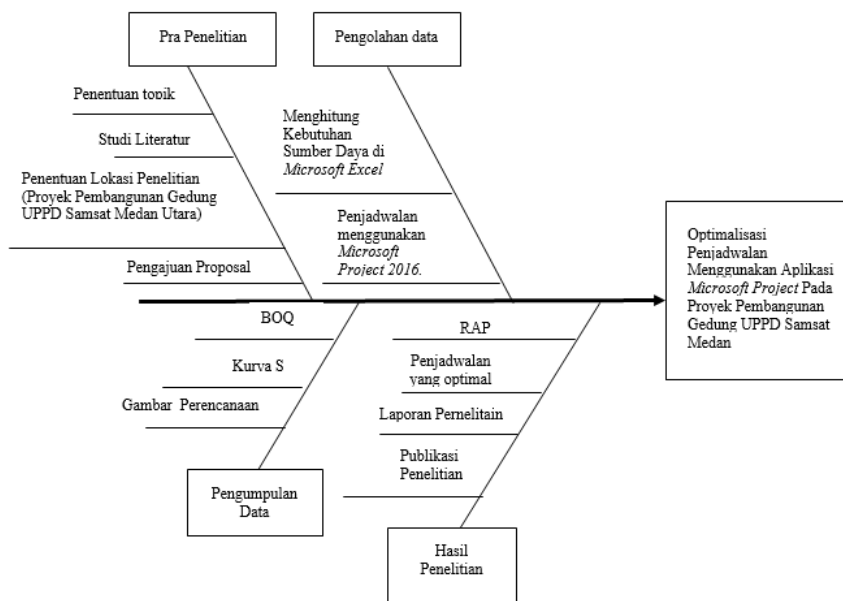 Pra Penelitian
Penentuan topik
Studi Literatur
Penentuan Lokasi Penelitian
(Proyek Pembangunan Gedung
UPPD Samsat Medan Utara)
Pengajuan Proposal
Pengolahan data
Menghitung
Kebutuhan
Sumber Daya di
Microsoft Excel
Penjadwalan
menggunakan
Microsoft
Project 2016.
Optimalisasi
Penjadwalan
Menggunakan Aplikasi
Microsoft Project Pada
Proyek Pembangunan
Gedung UPPD Samsat
Medan
BOQ
Kurva S
Gambar Perencanaan
Pengumpulan
Data
RAP
Penjadwalan
yang optimal
Laporan Pernelitain
Publikasi
Penelitian
Hasil
Penelitian